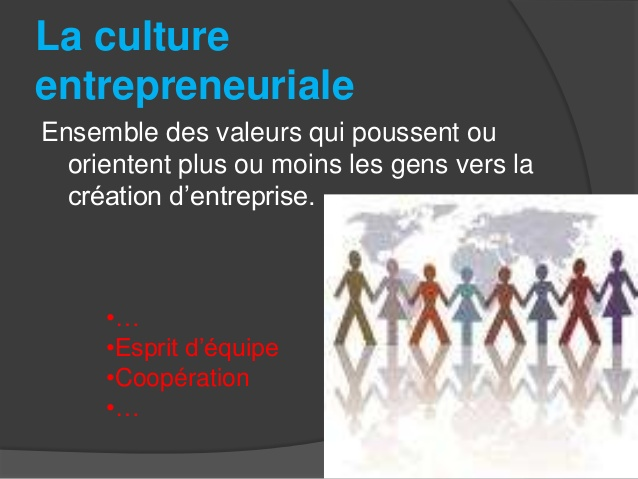 La culture
entrepreneuriale
Ensemble des valeurs qui poussent ou
orientent plus ou moins les gens vers la
création d’entreprise.
•…
•Esprit d’équipe
•Coopération
•…